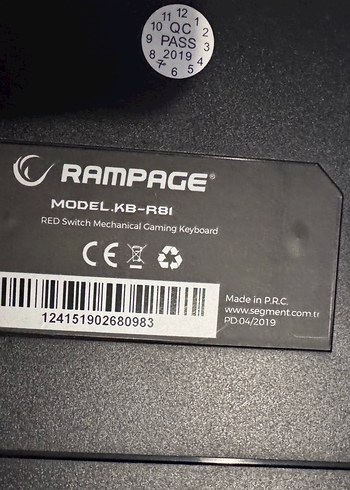 11 12 1
10 QC 2
9 PASS 3
8 2019 4
7 6 5
RAMPAGE®
MODEL.KB-R81
RED Switch Mechanical Gaming Keyboard
CE
124151902680983
Made in P.R.C.
www.segment.com.tr
PD:04/2019